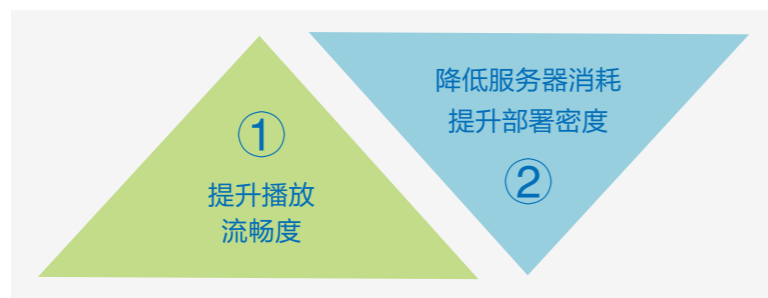 ①
提升播放
流畅度
降低服务器消耗
提升部署密度
②